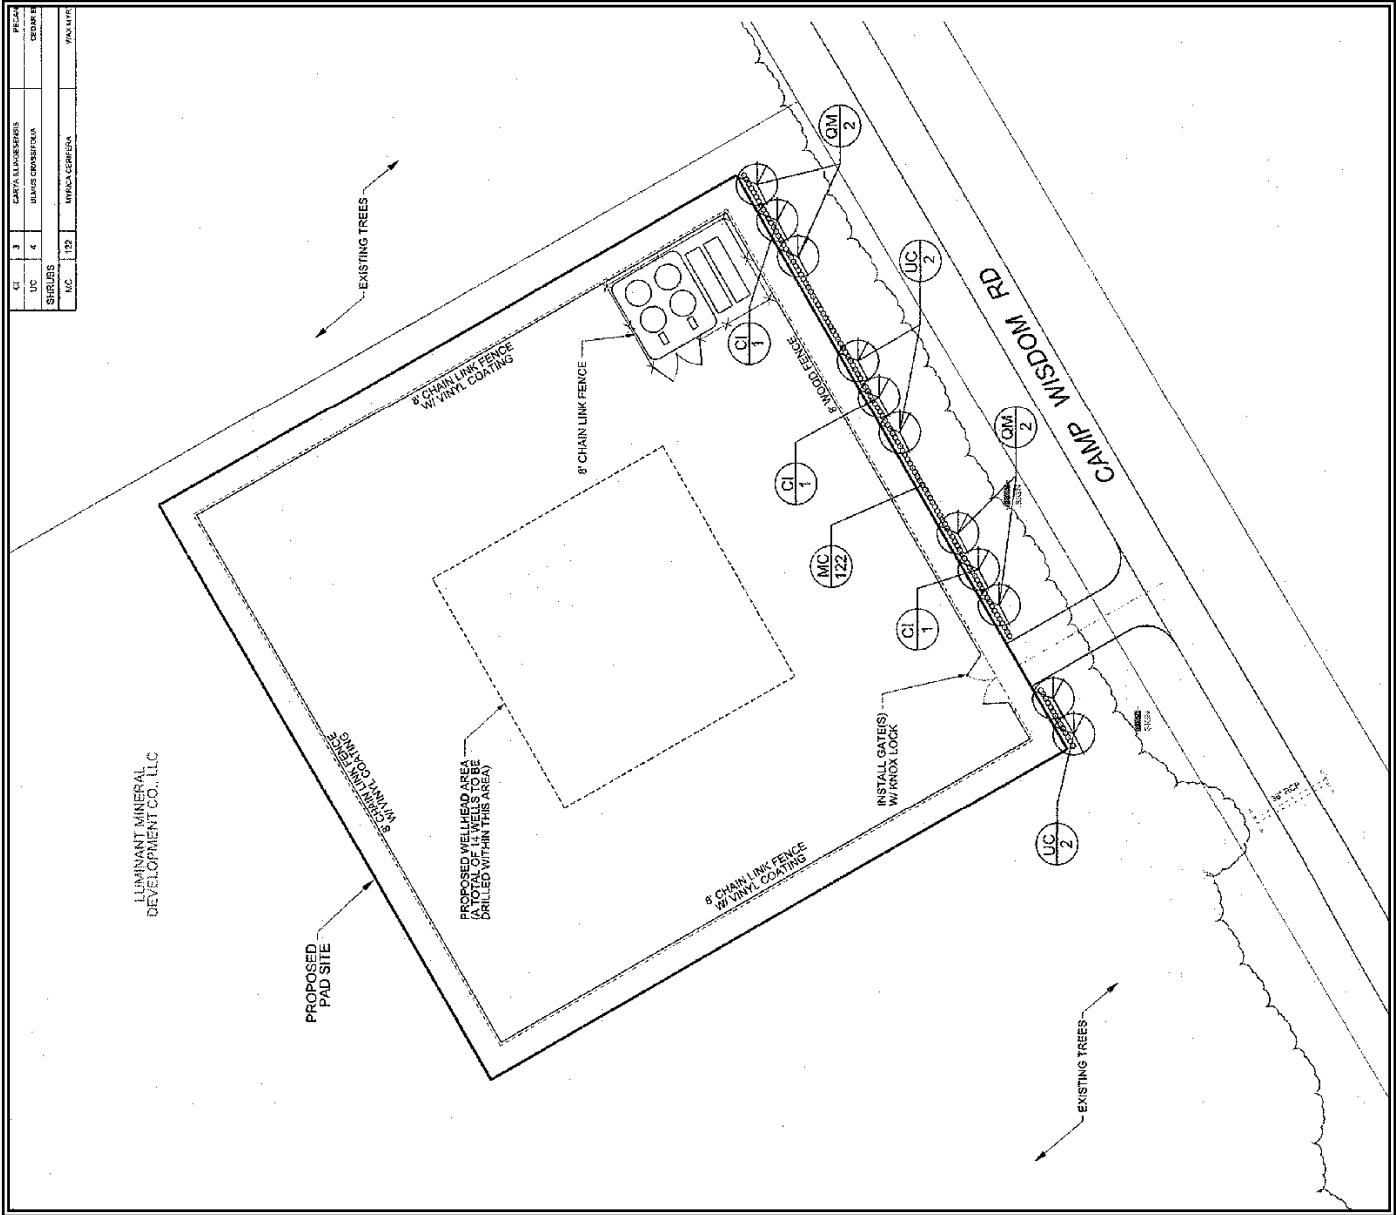 CI 3 CARYA ILLINOIESENSIS PECAN
UC 4 ULMUS CRASSIFOLIA CEDAR E
SHRUBS
MC 122 MYRICA CERIFERA WAX MYR
EXISTING TREES
QM
2
UC
2
CI
1
CAMP WISDOM RD
8' CHAIN LINK FENCE
W/ VINYL COATING
8' CHAIN LINK FENCE
8' WOOD FENCE
QM
2
CI
1
MC
122
CI
1
SIGN
LUMINANT MINERAL
DEVELOPMENT CO., LLC
8' CHAIN LINK FENCE
W/ VINYL COATING
PROPOSED WELLHEAD AREA
(A TOTAL OF 14 WELLS TO BE
DRILLED WITHIN THIS AREA)
INSTALL GATE(S)
W/ KNOX LOCK
SIGN
8' CHAIN LINK FENCE
W/ VINYL COATING
UC
2
PROPOSED
PAD SITE
EXISTING TREES